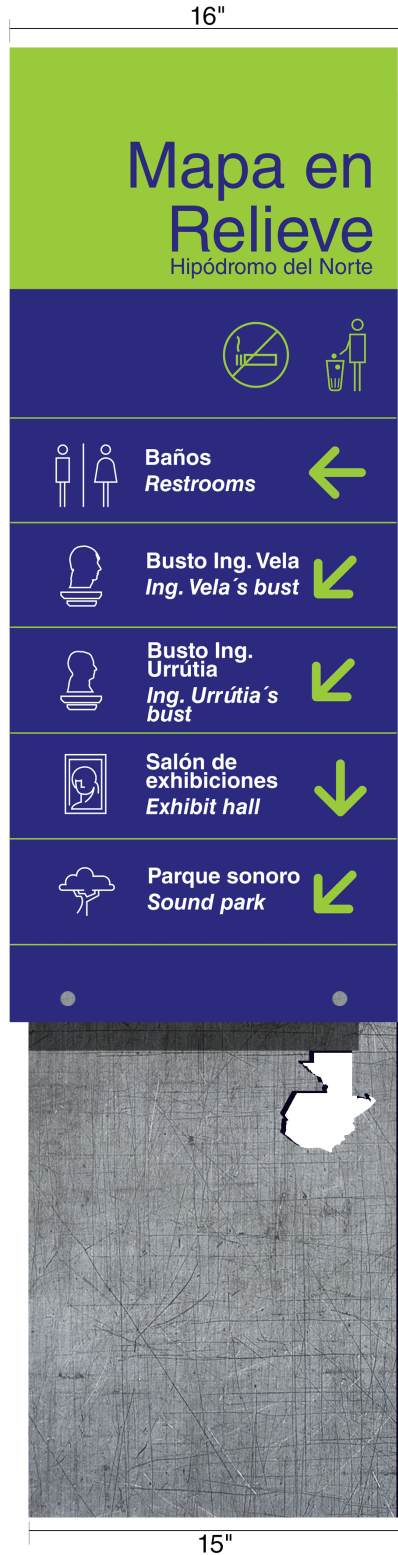 16"
Mapa en
Relieve
Hipódromo del Norte
Baños
Restrooms
Busto Ing. Vela
Ing. Vela´s bust
Busto Ing.
Urrútia
Ing. Urrútia´s
bust
Salón de
exhibiciones
Exhibit hall
Parque sonoro
Sound park
15"